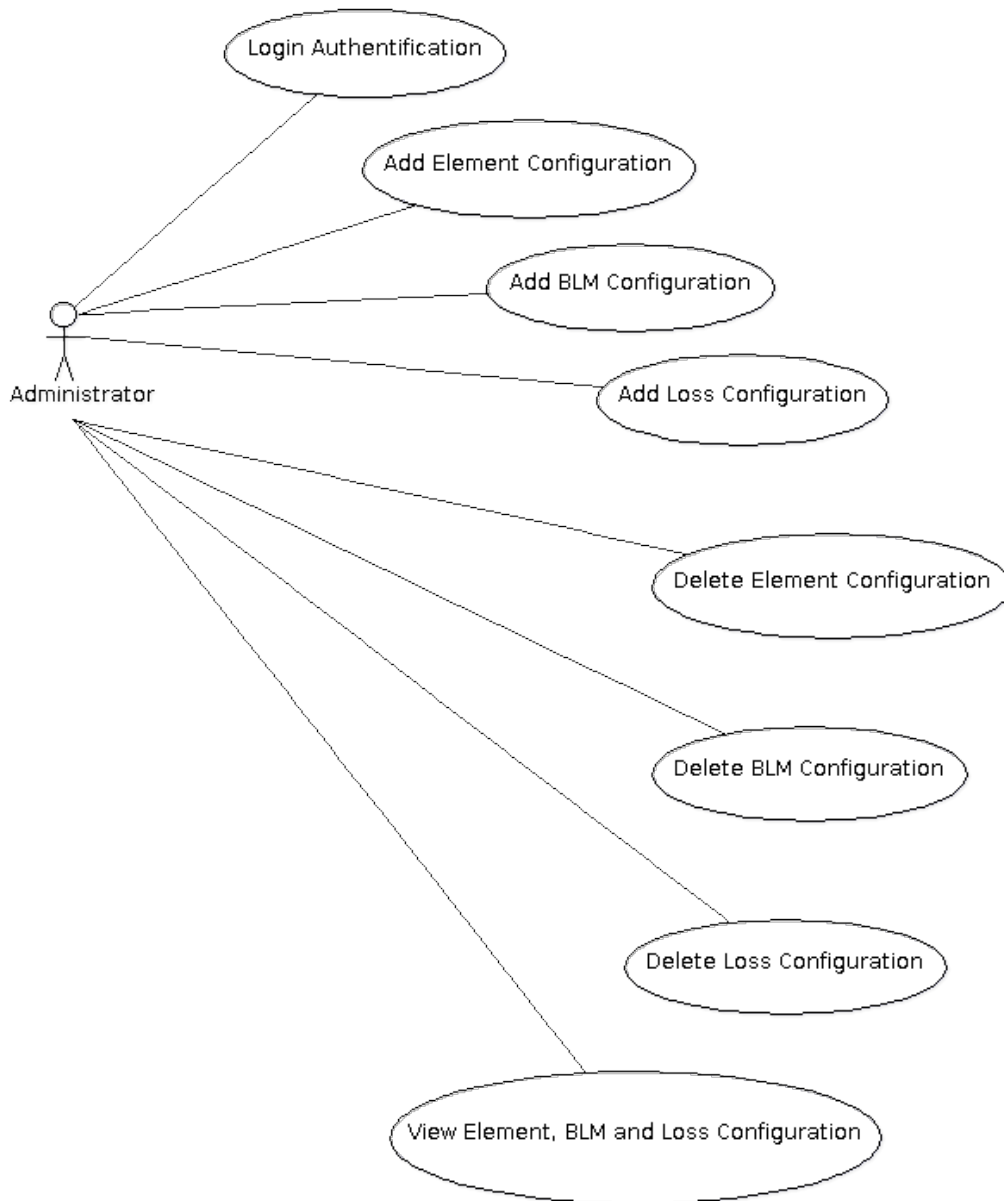 Login Authentification
Add Element Configuration
Add BLM Configuration
Add Loss Configuration
Administrator
Delete Element Configuration
Delete BLM Configuration
Delete Loss Configuration
View Element, BLM and Loss Configuration